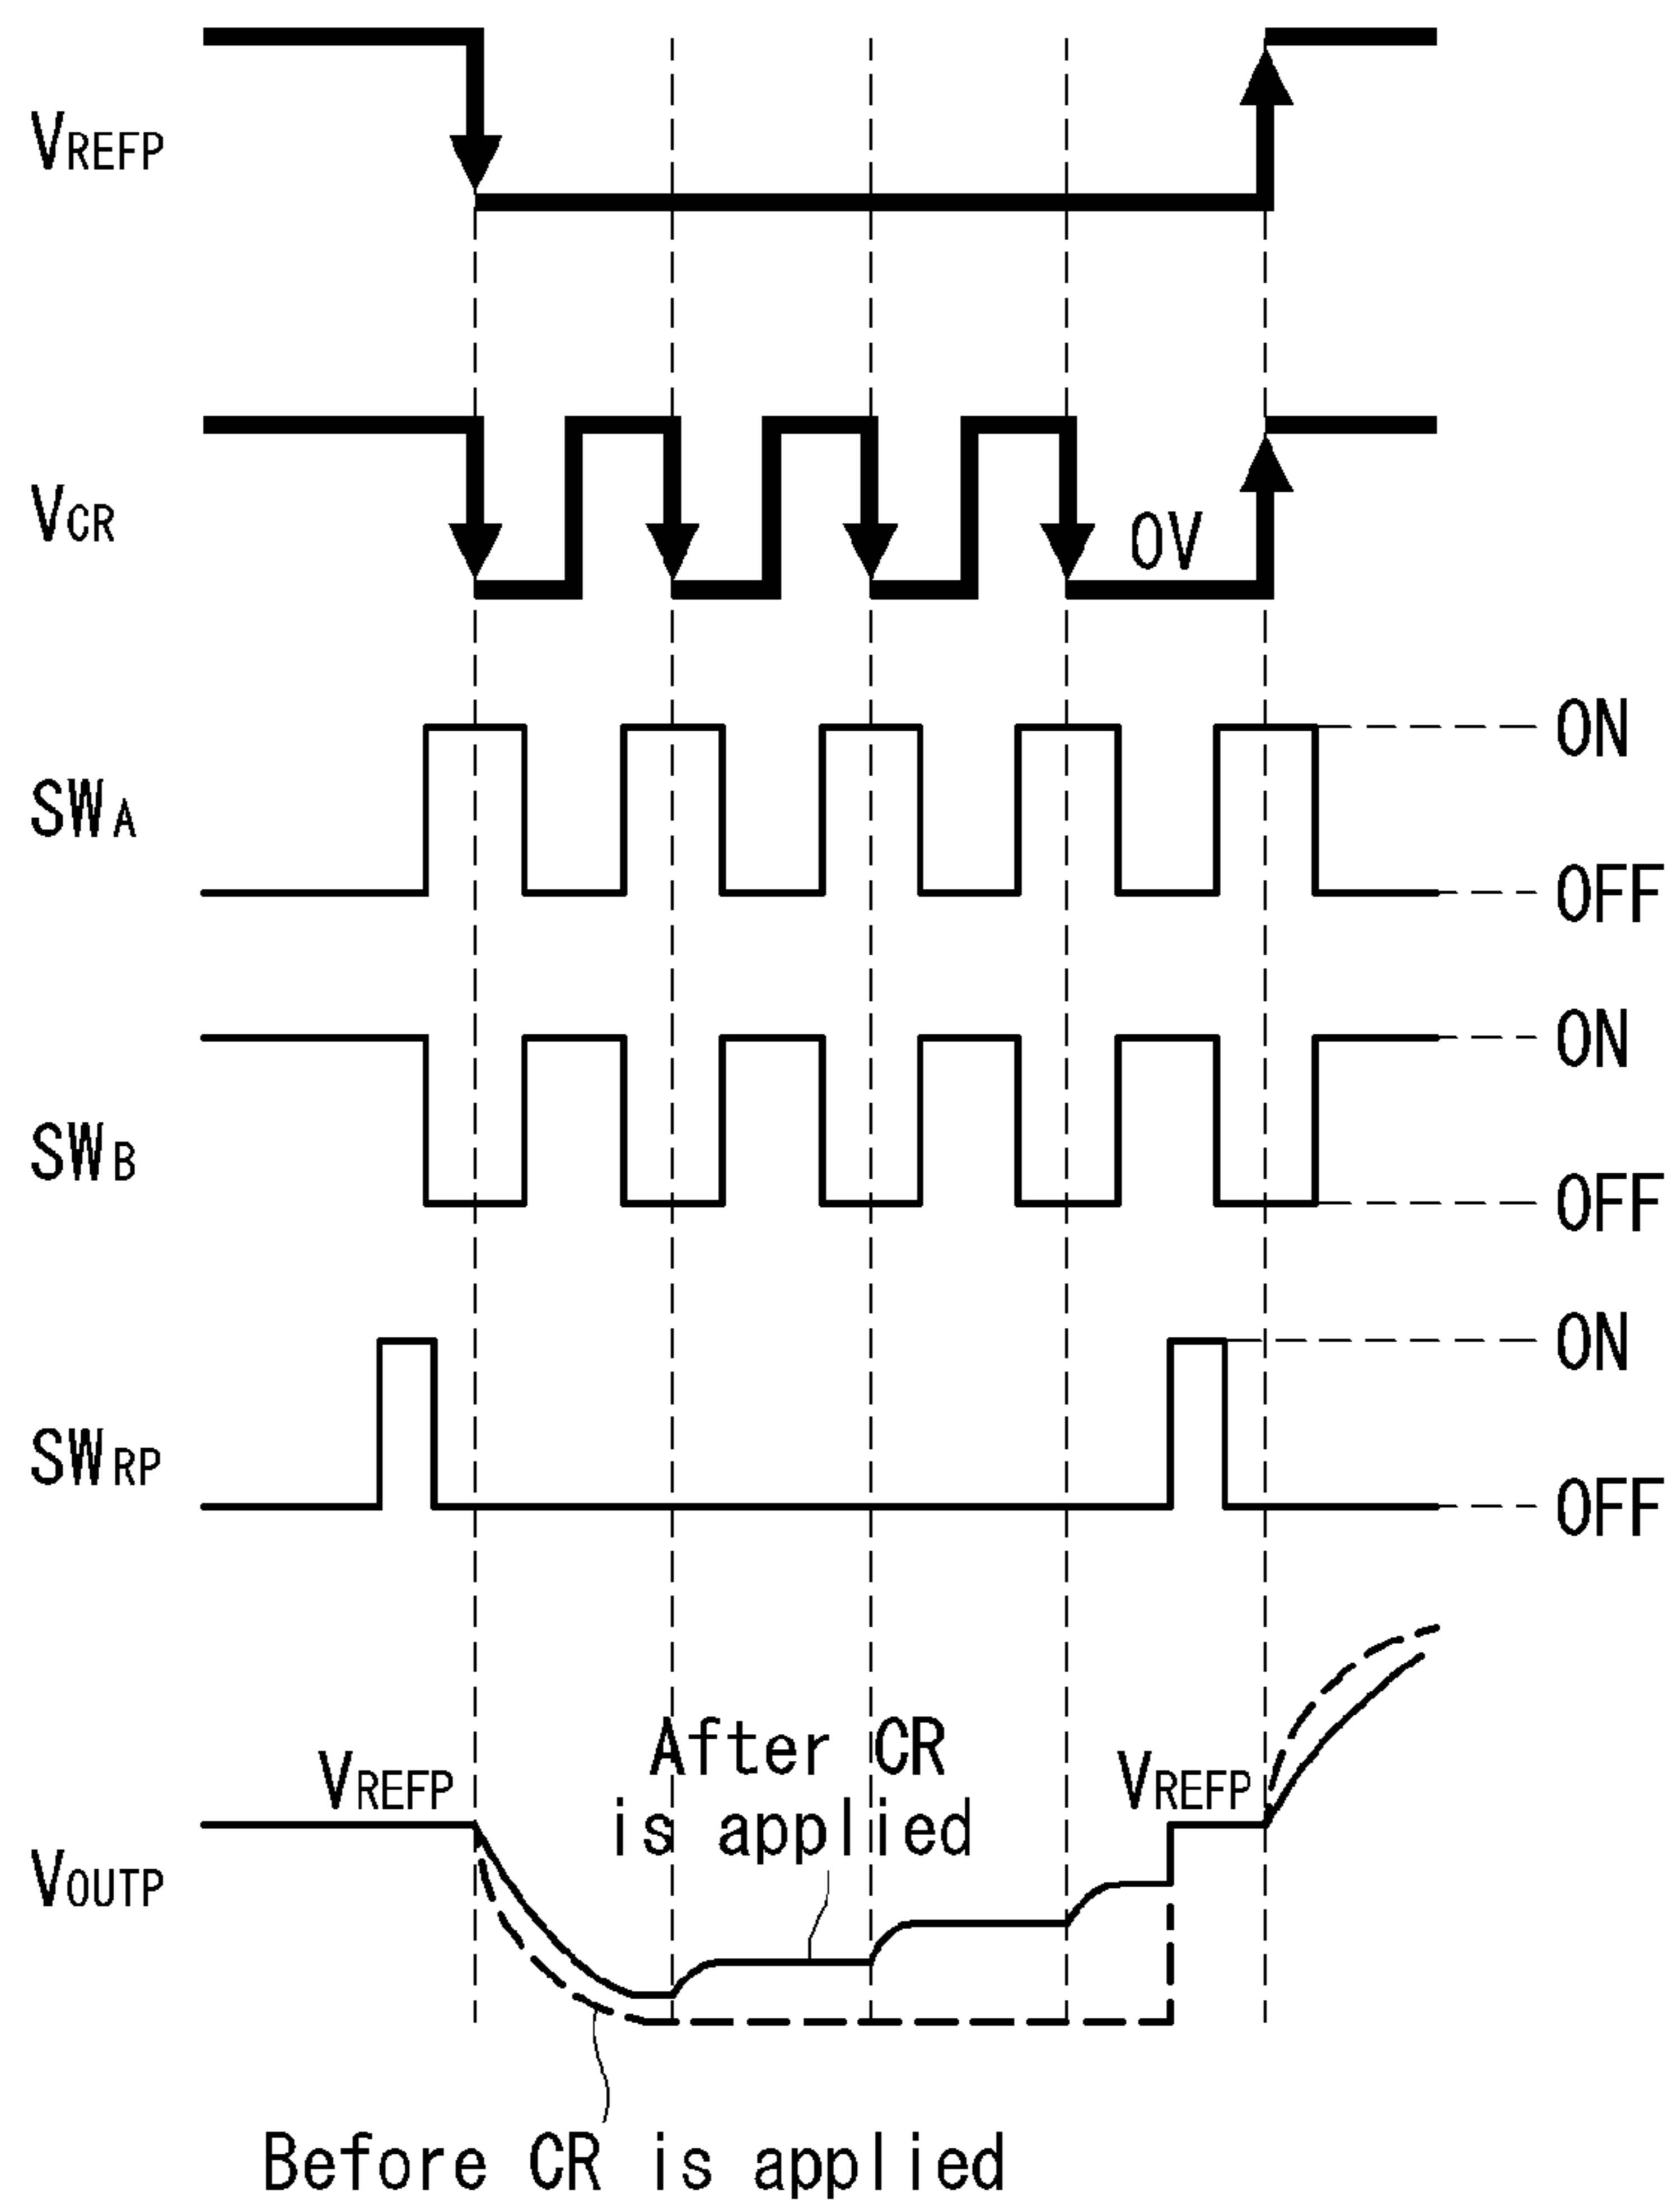 VREFP
VCR
0V
SWA
ON
OFF
SWB
ON
OFF
SWRP
ON
OFF
VOUTP
VREFP
After CR
is applied
VREFP
Before CR is applied